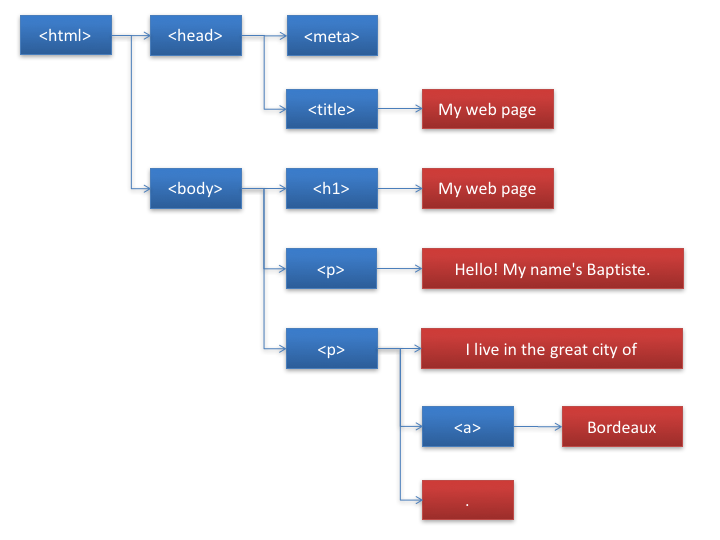 <html>
<head>
<meta>
<title>
My web page
<body>
<h1>
My web page
<p>
Hello! My name's Baptiste.
<p>
I live in the great city of
<a>
Bordeaux
.